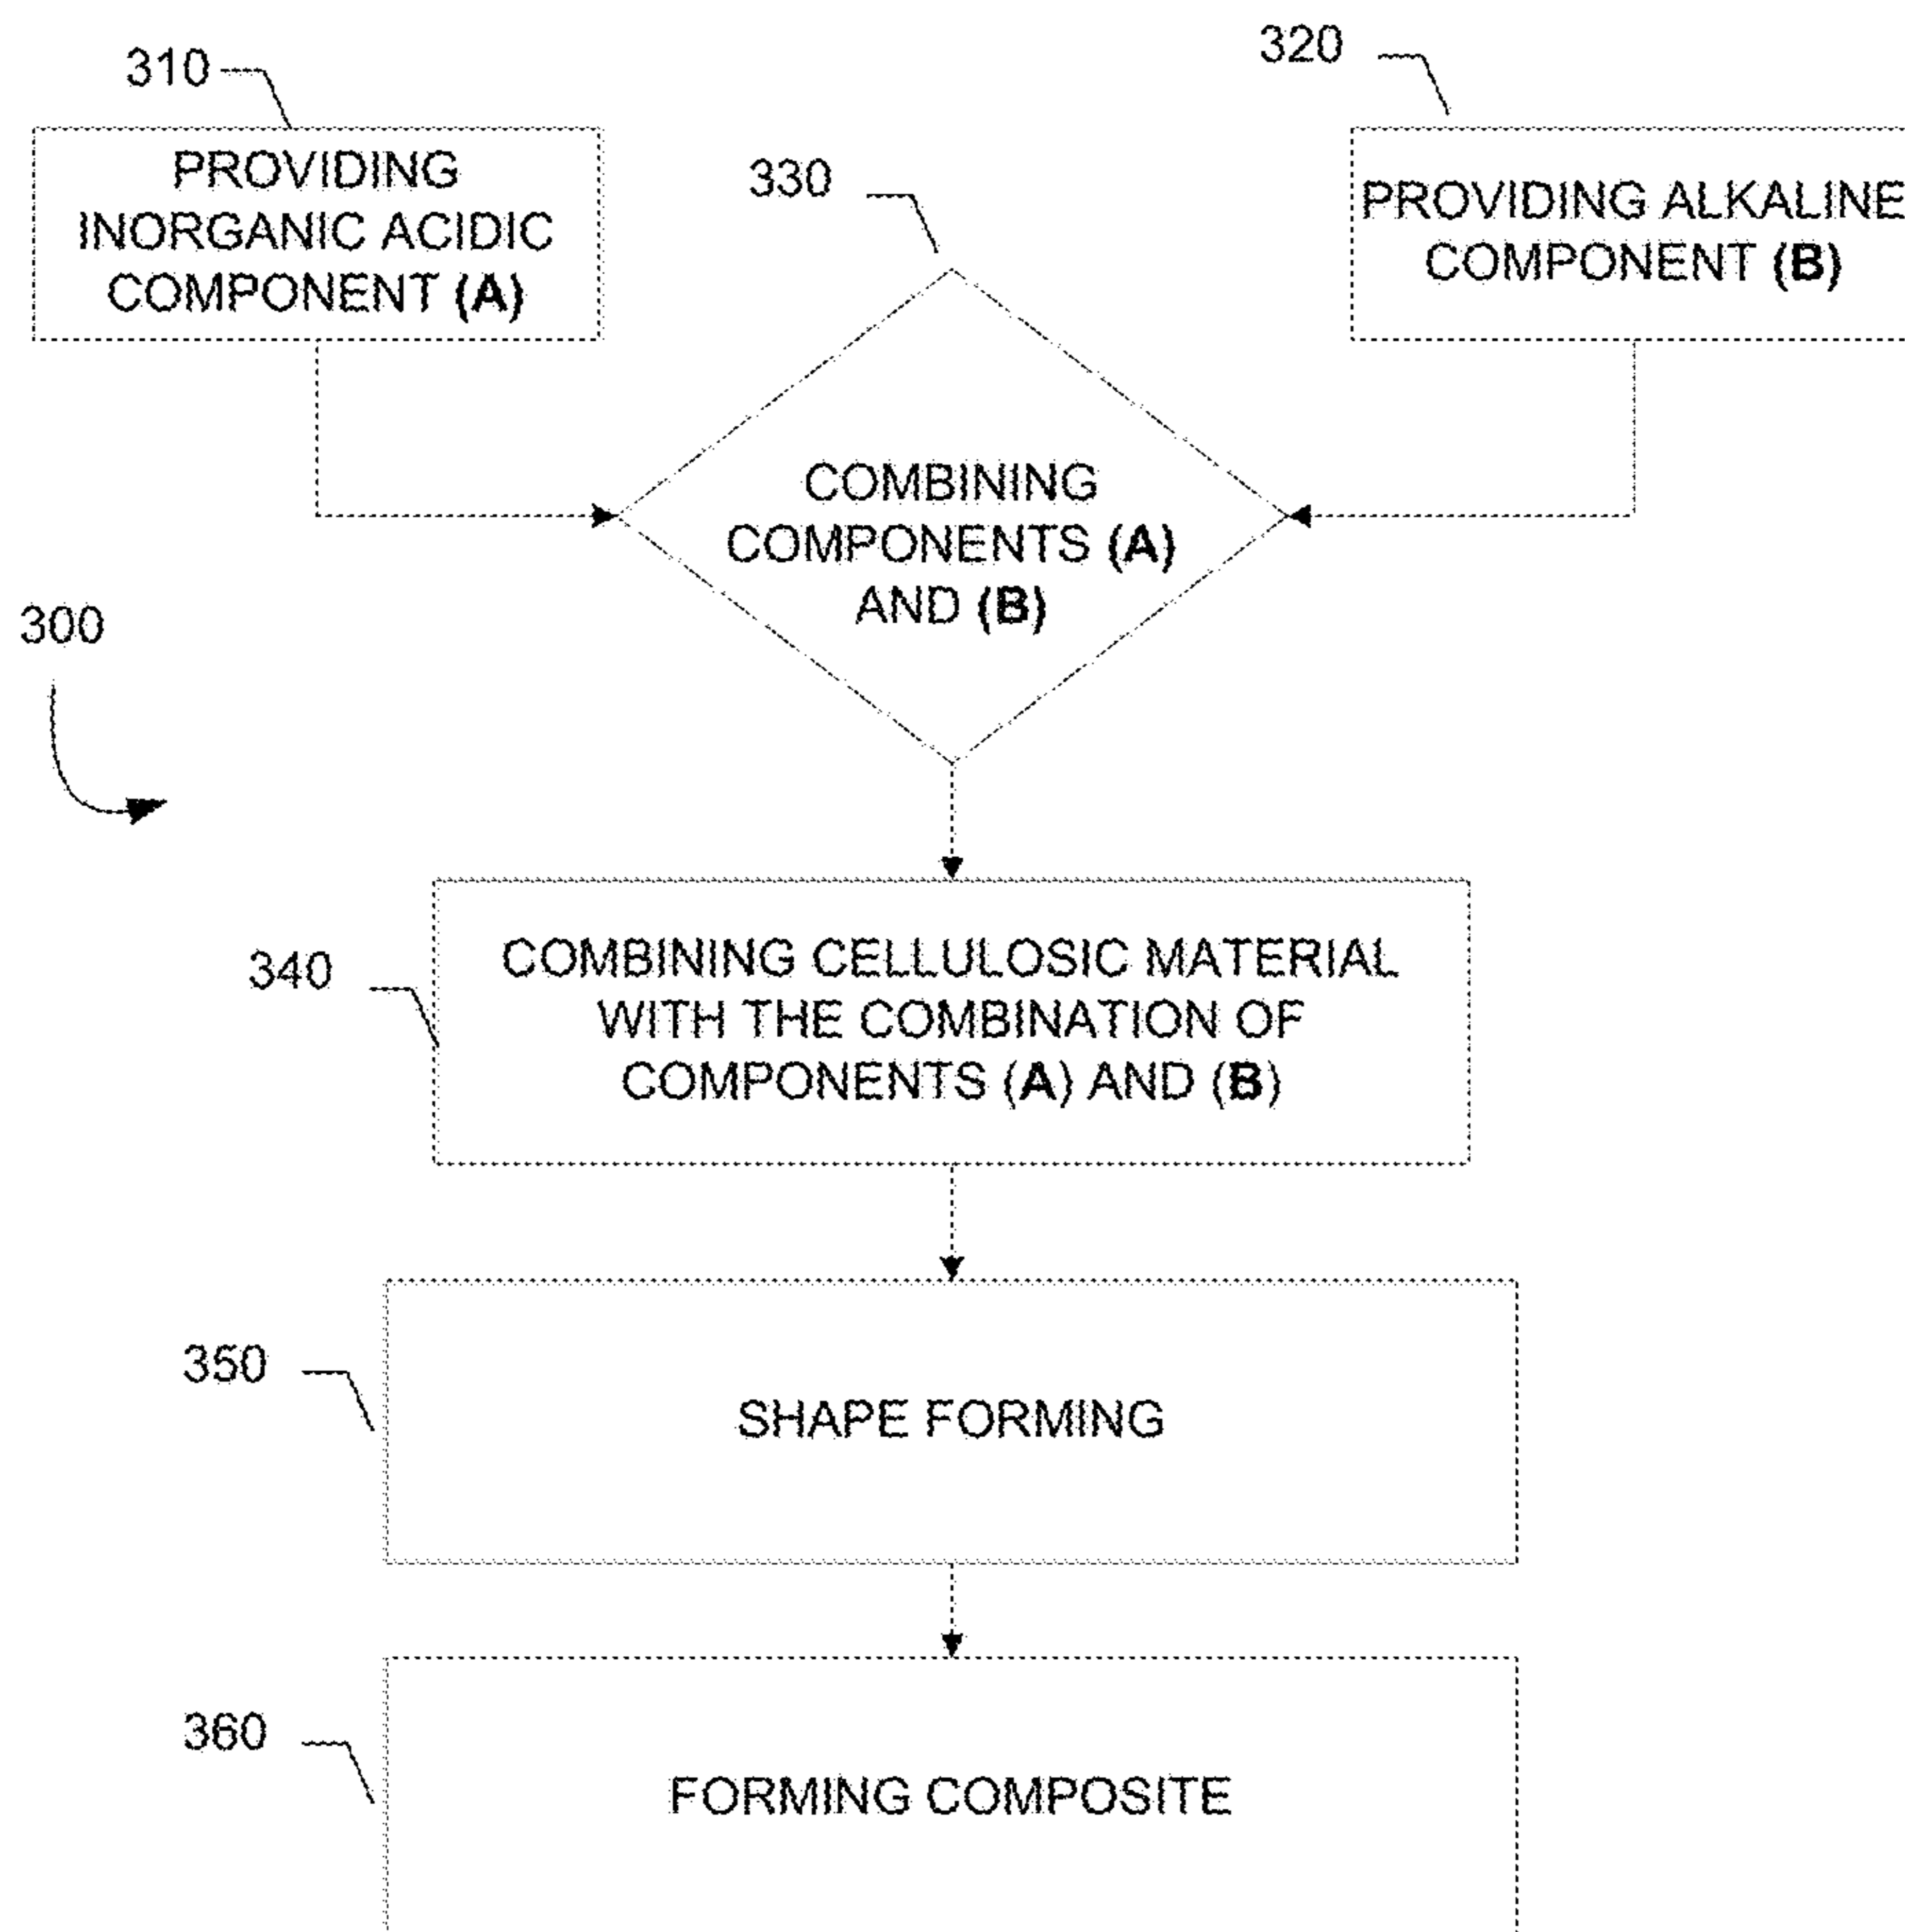 310
PROVIDING
INORGANIC ACIDIC
COMPONENT (A)
320
PROVIDING ALKALINE
COMPONENT (B)
330
COMBINING
COMPONENTS (A)
AND (B)
300
340
COMBINING CELLULOSIC MATERIAL
WITH THE COMBINATION OF
COMPONENTS (A) AND (B)
350
SHAPE FORMING
360
FORMING COMPOSITE